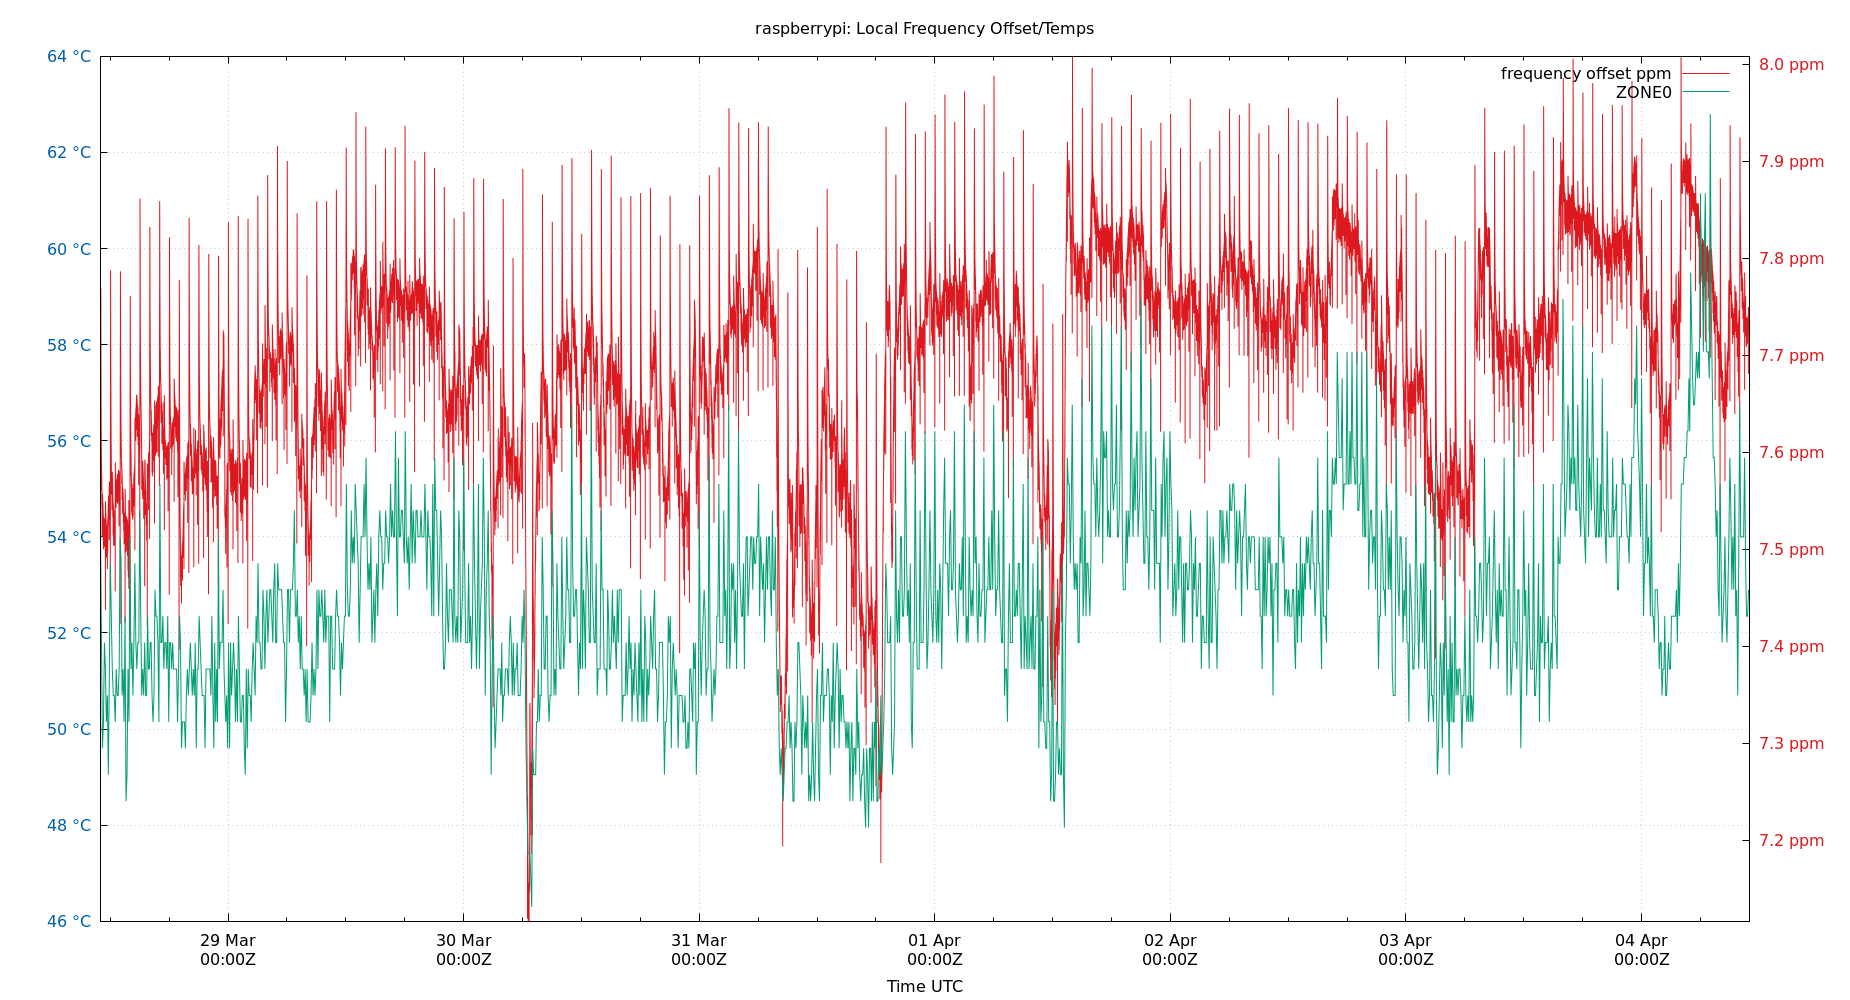 raspberrypi: Local Frequency Offset/Temps
64 °C
62 °C
60 °C
58 °C
56 °C
54 °C
52 °C
50 °C
48 °C
46 °C
8.0 ppm
7.9 ppm
7.8 ppm
7.7 ppm
7.6 ppm
7.5 ppm
7.4 ppm
7.3 ppm
7.2 ppm
frequency offset ppm
ZONE0
29 Mar
00:00Z
30 Mar
00:00Z
31 Mar
00:00Z
01 Apr
00:00Z
02 Apr
00:00Z
03 Apr
00:00Z
04 Apr
00:00Z
Time UTC